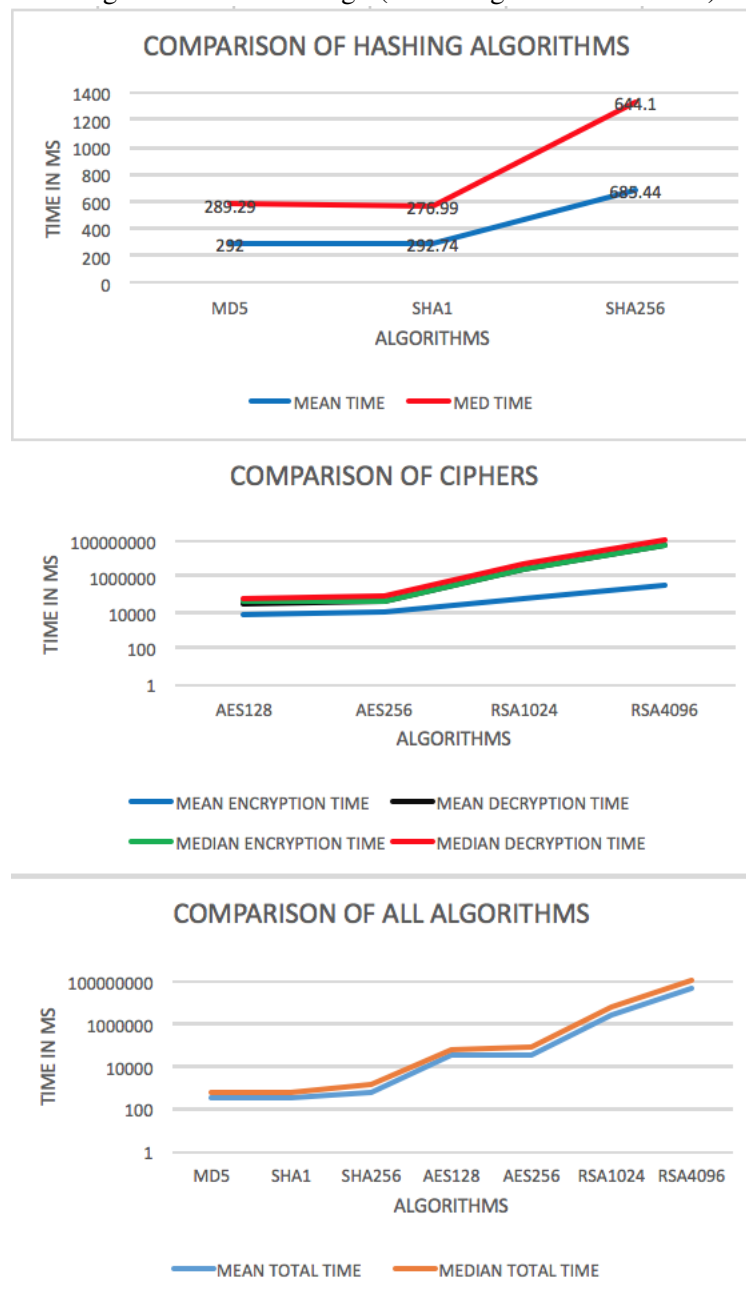 COMPARISON OF HASHING ALGORITHMS
TIME IN MS
1400
1200
1000
800
600
400
200
0
289.29
276.99
644.1
292
292.74
685.44
MD5 SHA1 SHA256
ALGORITHMS
MEAN TIME MED TIME
COMPARISON OF CIPHERS
TIME IN MS
100000000
1000000
10000
100
1
AES128 AES256 RSA1024 RSA4096
ALGORITHMS
MEAN ENCRYPTION TIME MEAN DECRYPTION TIME
MEDIAN ENCRYPTION TIME MEDIAN DECRYPTION TIME
COMPARISON OF ALL ALGORITHMS
TIME IN MS
100000000
1000000
10000
100
1
MD5 SHA1 SHA256 AES128 AES256 RSA1024 RSA4096
ALGORITHMS
MEAN TOTAL TIME MEDIAN TOTAL TIME